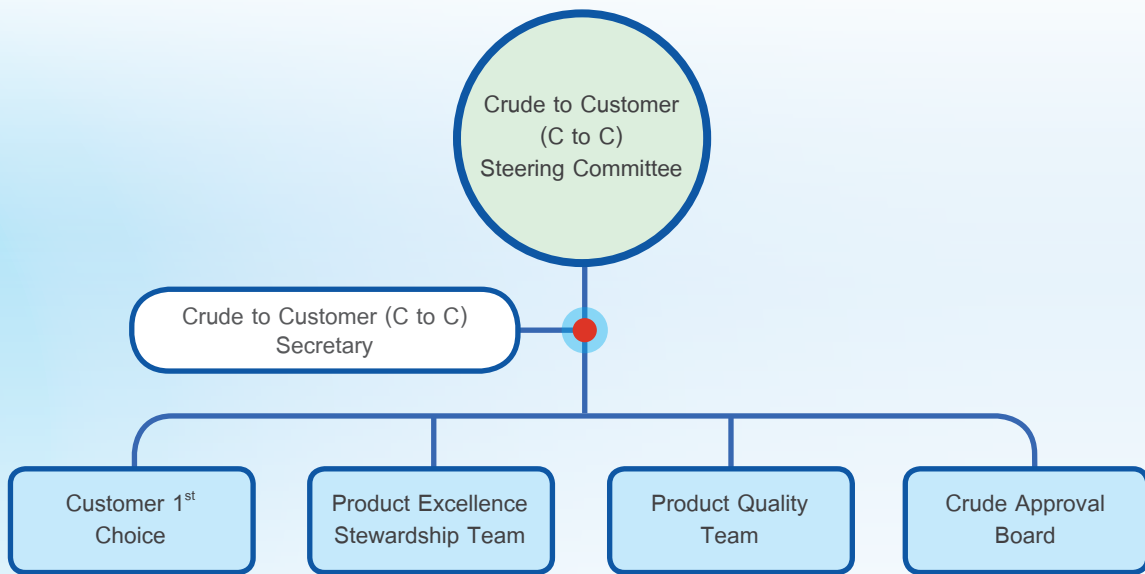 Crude to Customer
(C to C)
Steering Committee
Crude to Customer (C to C)
Secretary
Customer 1st
Choice
Product Excellence
Stewardship Team
Product Quality
Team
Crude Approval
Board